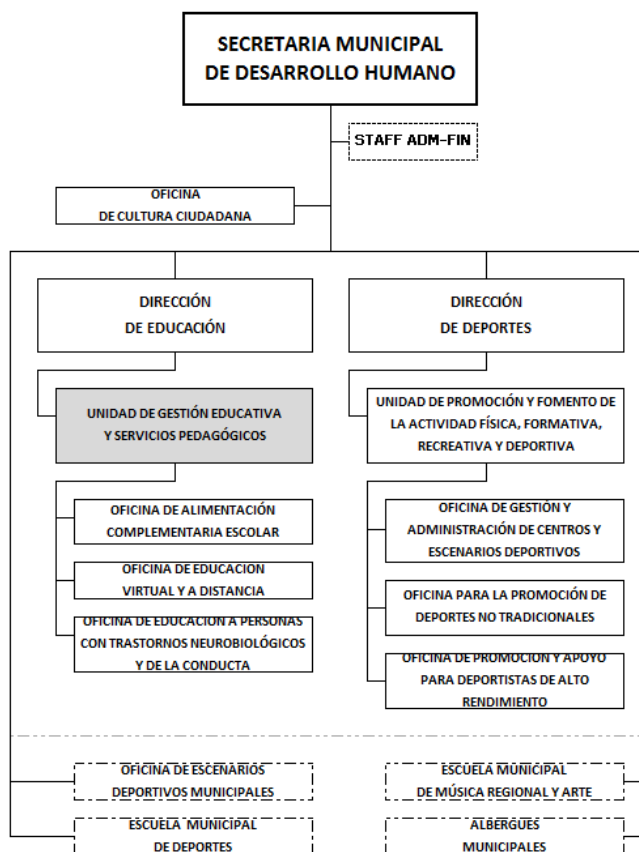 SECRETARIA MUNICIPAL
DE DESARROLLO HUMANO
STAFF ADM-FIN
OFICINA
DE CULTURA CIUDADANA
DIRECCIÓN
DE EDUCACIÓN
DIRECCIÓN
DE DEPORTES
UNIDAD DE GESTIÓN EDUCATIVA
Y SERVICIOS PEDAGÓGICOS
UNIDAD DE PROMOCIÓN Y FOMENTO DE
LA ACTIVIDAD FÍSICA, FORMATIVA,
RECREATIVA Y DEPORTIVA
OFICINA DE ALIMENTACIÓN
COMPLEMENTARIA ESCOLAR
OFICINA DE EDUCACION
VIRTUAL Y A DISTANCIA
OFICINA DE EDUCACION A PERSONAS
CON TRASTORNOS NEUROBIOLÓGICOS
Y DE LA CONDUCTA
OFICINA DE GESTIÓN Y
ADMINISTRACIÓN DE CENTROS Y
ESCENARIOS DEPORTIVOS
OFICINA PARA LA PROMOCIÓN DE
DEPORTES NO TRADICIONALES
OFICINA DE PROMOCION Y APOYO
PARA DEPORTISTAS DE ALTO
RENDIMIENTO
OFICINA DE ESCENARIOS
DEPORTIVOS MUNICIPALES
ESCUELA MUNICIPAL
DE MÚSICA REGIONAL Y ARTE
ESCUELA MUNICIPAL
DE DEPORTES
ALBERGUES
MUNICIPALES